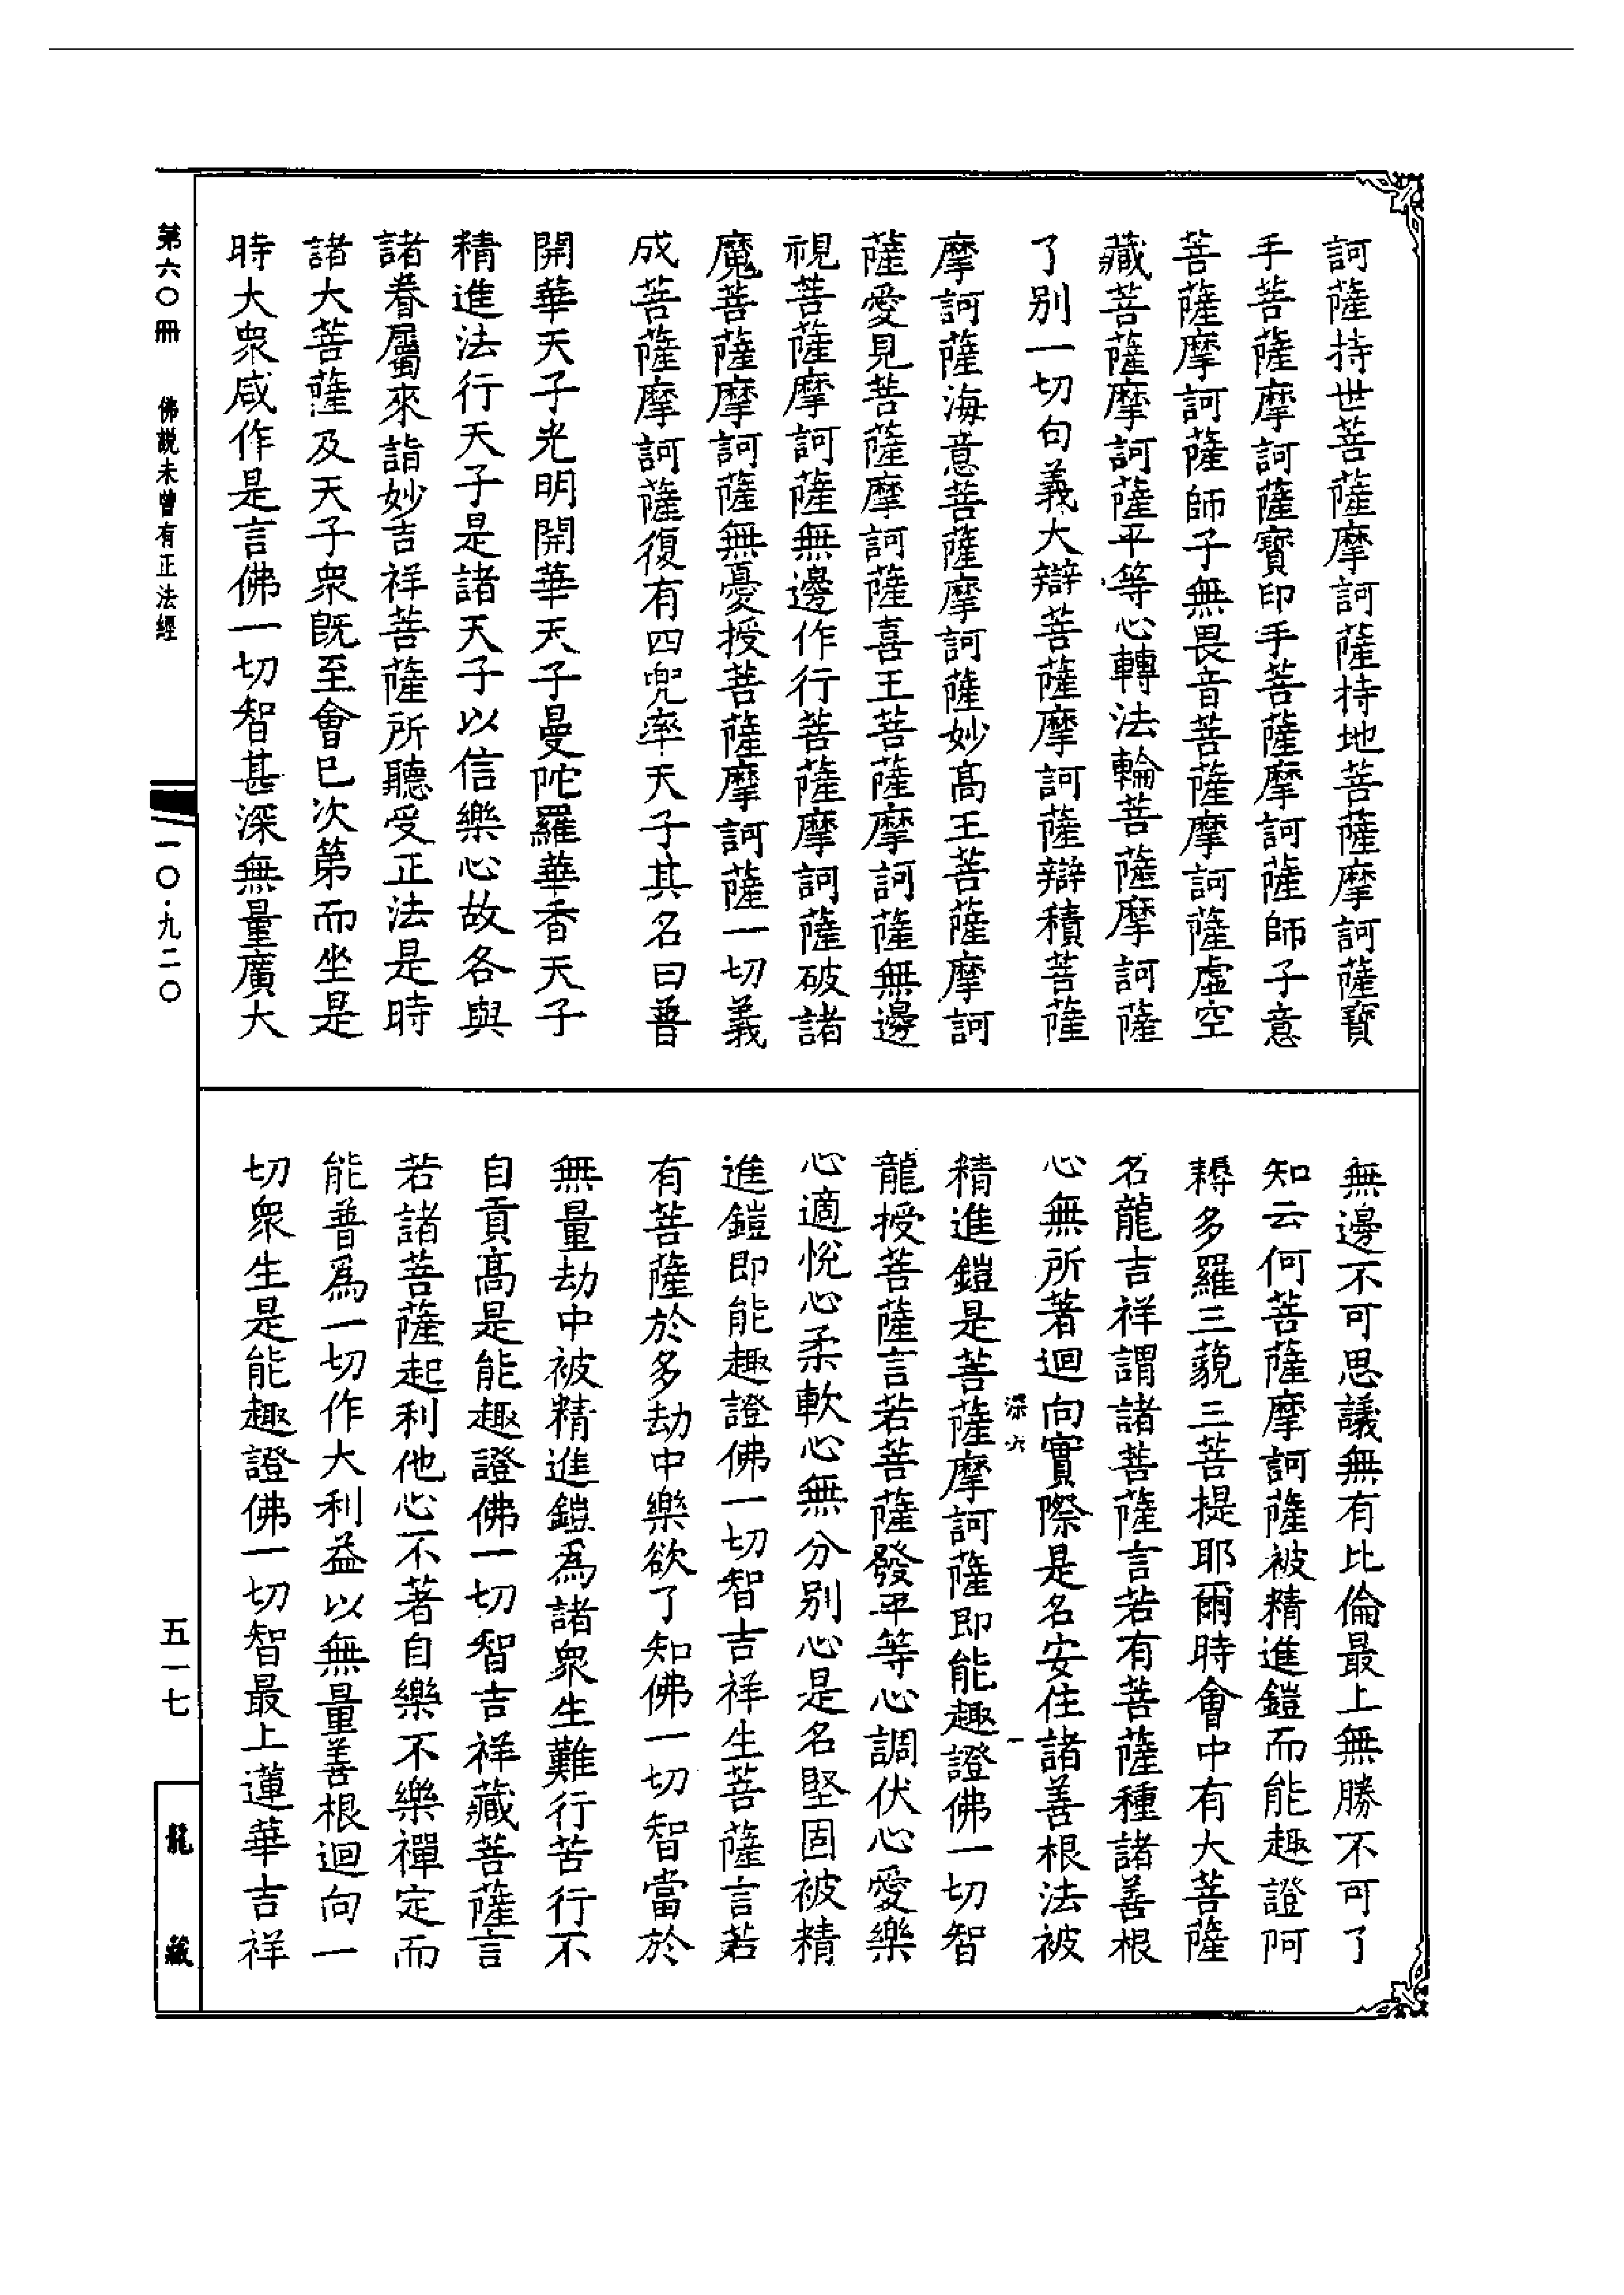 訶薩持世菩薩摩訶薩持地菩薩摩訶薩寶
手菩薩摩訶薩寶印手菩薩摩訶薩師子意
菩薩摩訶薩師子無畏音菩薩摩訶薩虛空
藏菩薩摩訶薩平等心轉法輪菩薩摩訶薩
了別一切句義大辯菩薩摩訶薩辯積菩薩
摩訶薩海意菩薩摩訶薩妙高王菩薩摩訶
薩愛見菩薩摩訶薩喜王菩薩摩訶薩無邊
視菩薩摩訶薩無邊作行菩薩摩訶薩破諸
魔菩薩摩訶薩無憂授菩薩摩訶薩一切義
成菩薩摩訶薩復有四兜率天子其名曰普
開華天子光明開華天子曼陀羅華香天子
精進法行天子是諸天子以信樂心故各與
諸眷屬來詣妙吉祥菩薩所聽受正法是時
諸大菩薩及天子衆既至會已次第而坐是
時大衆咸作是言佛一切智甚深無量廣大
無邊不可思議無有比倫最上無勝不可了
知云何菩薩摩訶薩被精進鎧而能趣證阿
耨多羅三藐三菩提耶爾時會中有大菩薩
名龍吉祥謂諸菩薩言若有菩薩種諸善根
心無所著迴向實際是名安住諸善根法被
深六 一
精進鎧是菩薩摩訶薩即能趣證佛一切智
龍授菩薩言若菩薩發平等心調伏心愛樂
心適悅心柔軟心無分别心是名堅固被精
進鎧即能趣證佛一切智吉祥生菩薩言若
有菩薩於多劫中樂欲了知佛一切智當於
無量劫中被精進鎧爲諸衆生難行苦行不
自貢高是能趣證佛一切智吉祥藏菩薩言
若諸菩薩起利他心不著自樂不樂禪定而
能普爲一切作大利益以無量善根迴向一
切衆生是能趣證佛一切智最上蓮華吉祥
第六〇冊 佛説未曾有正法經
一〇·九二〇
五一七
龍藏